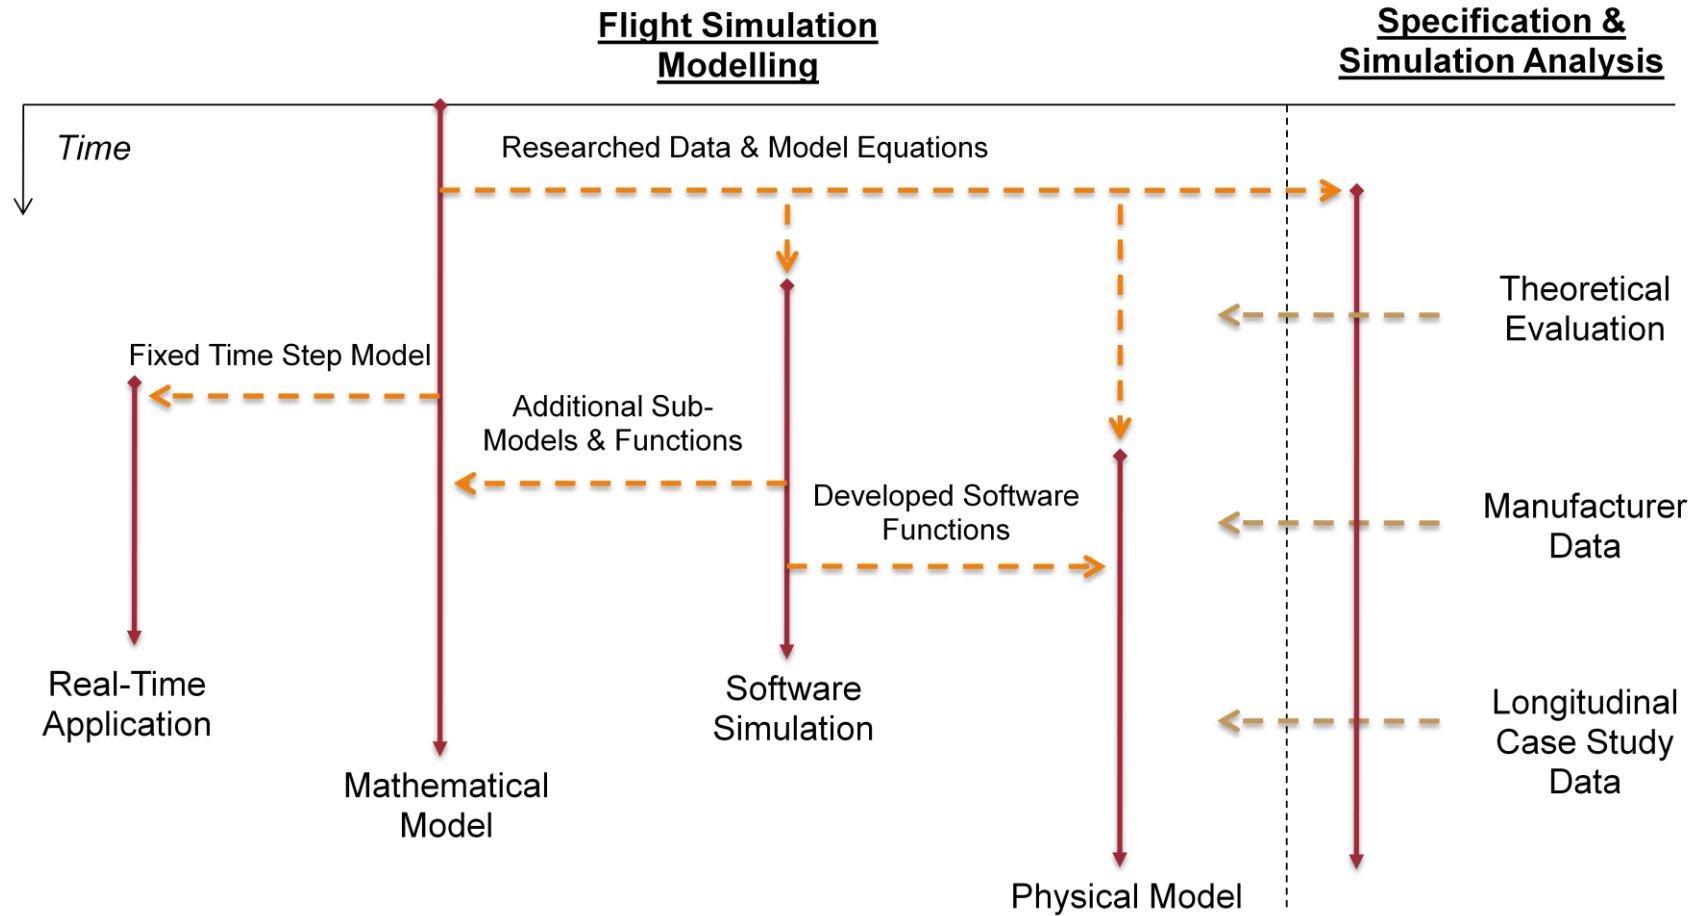 Flight Simulation
Modelling
Specification &
Simulation Analysis
Time
Researched Data & Model Equations
Theoretical
Evaluation
Fixed Time Step Model
Additional Sub-
Models & Functions
Developed Software
Functions
Manufacturer
Data
Real-Time
Application
Software
Simulation
Longitudinal
Case Study
Data
Mathematical
Model
Physical Model